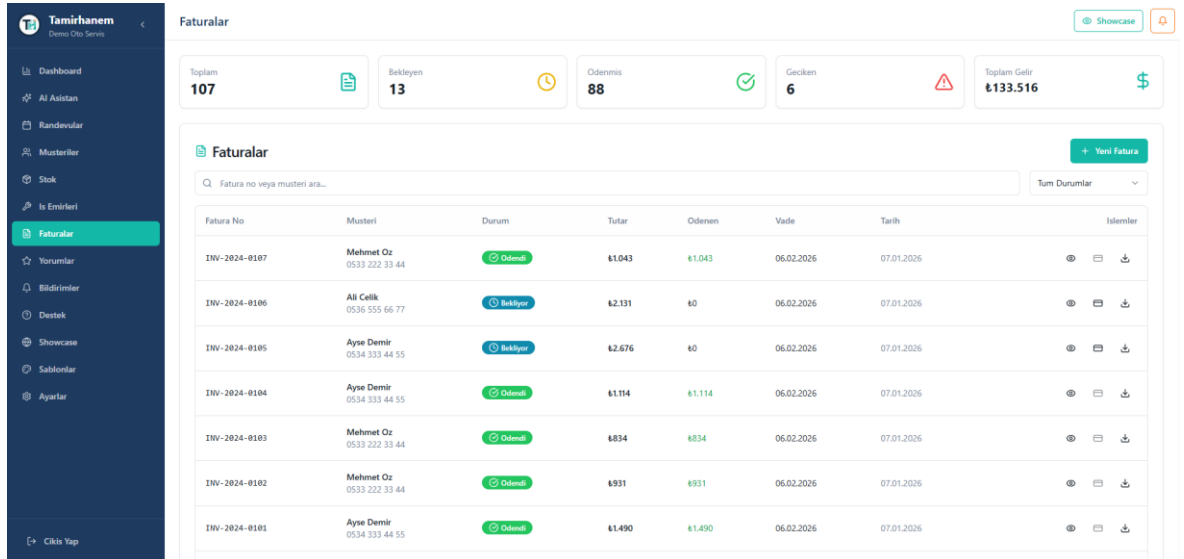 Tamirhanem
Demo Oto Servis
Dashboard
AI Asistan
Randevular
Musteriler
Stok
Is Emirleri
Faturalar
Yorumlar
Bildirimler
Destek
Showcase
Sablonlar
Ayarlar
Cikis Yap
Faturalar
Showcase
Toplam
107
Bekleyen
13
Odenmis
88
Geciken
6
Toplam Gelir
₺133.516
Faturalar
+ Yeni Fatura
Fatura no veya musteri ara...
Tum Durumlar
Fatura No Musteri Durum Tutar Odenen Vade Tarih Islemler
INV-2024-0107 Mehmet Oz Odendi ₺1.043 ₺1.043 06.02.2026 07.01.2026
0533 222 33 44
INV-2024-0106 Ali Celik Bekliyor ₺2.131 ₺0 06.02.2026 07.01.2026
0536 555 66 77
INV-2024-0105 Ayse Demir Bekliyor ₺2.676 ₺0 06.02.2026 07.01.2026
0534 333 44 55
INV-2024-0104 Ayse Demir Odendi ₺1.114 ₺1.114 06.02.2026 07.01.2026
0534 333 44 55
INV-2024-0103 Mehmet Oz Odendi ₺834 ₺834 06.02.2026 07.01.2026
0533 222 33 44
INV-2024-0102 Mehmet Oz Odendi ₺931 ₺931 06.02.2026 07.01.2026
0533 222 33 44
INV-2024-0101 Ayse Demir Odendi ₺1.490 ₺1.490 06.02.2026 07.01.2026
0534 333 44 55